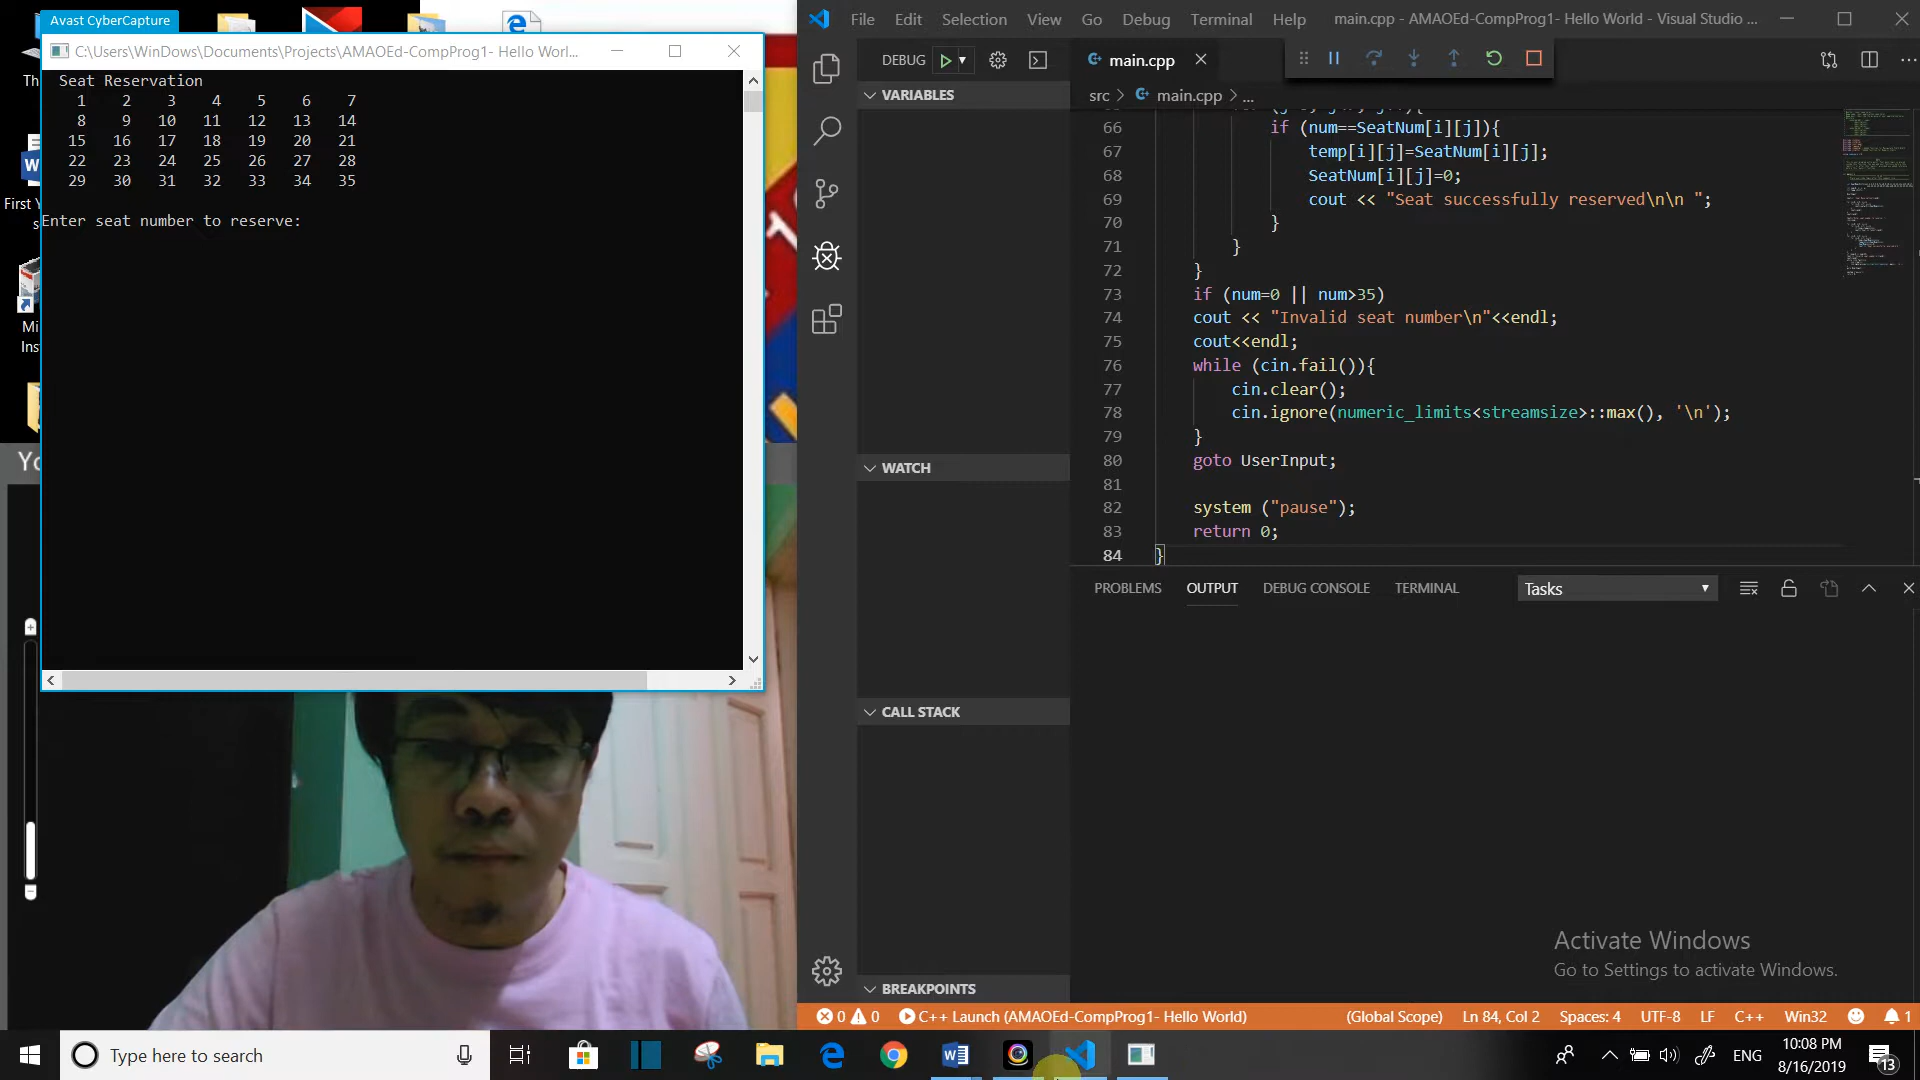 Avast CyberCapture
C:\Users\WinDows\Documents\Projects\AMAOEd-CompProg1- Hello Worl...
Seat Reservation
1 2 3 4 5 6 7
8 9 10 11 12 13 14
15 16 17 18 19 20 21
22 23 24 25 26 27 28
29 30 31 32 33 34 35
Enter seat number to reserve:
Th
First Y
s
Mi
Ins
Yo
File Edit Selection View Go Debug Terminal Help main.cpp - AMAOEd-CompProg1- Hello World - Visual Studio ...
DEBUG
main.cpp
VARIABLES
src > main.cpp > ...
66 if (num==SeatNum[i][j]){
67 temp[i][j]=SeatNum[i][j];
68 SeatNum[i][j]=0;
69 cout << "Seat successfully reserved\n\n ";
70 }
71 }
72 }
73 if (num=0 || num>35)
74 cout << "Invalid seat number\n"<<endl;
75 cout<<endl;
76 while (cin.fail()){
77 cin.clear();
78 cin.ignore(numeric_limits<streamsize>::max(), '\n');
79 }
80 goto UserInput;
81
82 system ("pause");
83 return 0;
84 }
WATCH
CALL STACK
BREAKPOINTS
PROBLEMS OUTPUT DEBUG CONSOLE TERMINAL Tasks
Activate Windows
Go to Settings to activate Windows.
0 0 C++ Launch (AMAOEd-CompProg1- Hello World) (Global Scope) Ln 84, Col 2 Spaces: 4 UTF-8 LF C++ Win32 1
Type here to search
ENG
10:08 PM
8/16/2019
13